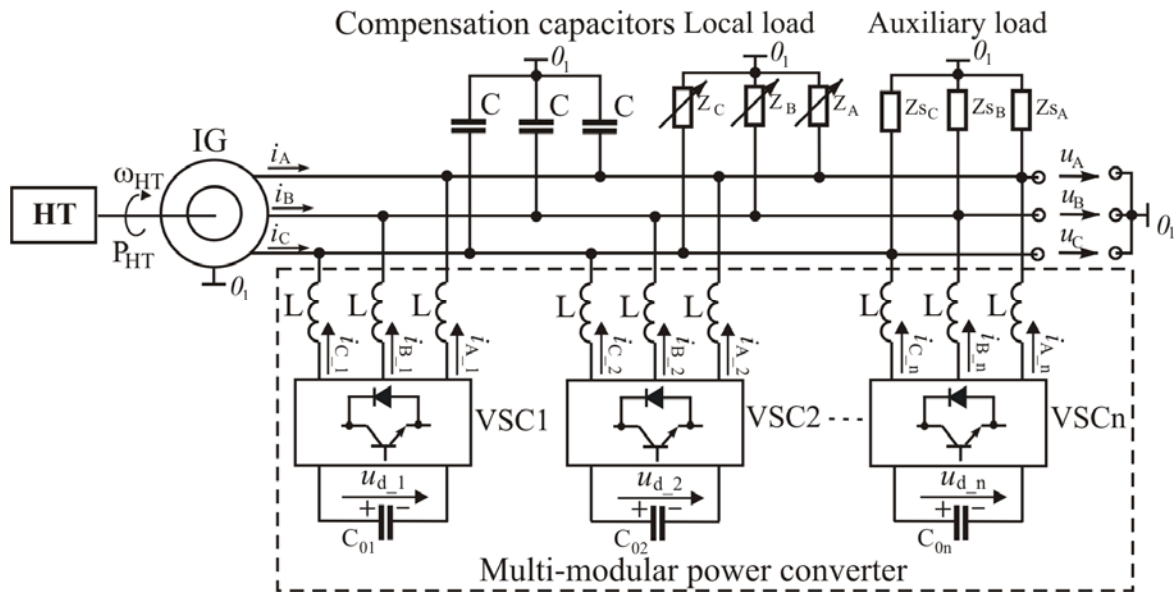 Compensation capacitors Local load Auxiliary load
0₁ 0₁ 0₁
C C C Z_C Z_B Z_A Zs_C Zs_B Zs_A
IG i_A u_A
HT ω_HT i_B u_B 0₁
P_HT i_C u_C
0₁
L L L L L L L L L
i_C_1 i_B_1 i_A_1 i_C_2 i_B_2 i_A_2 i_C_n i_B_n i_A_n
VSC1 VSC2 VSCn
u_d_1 u_d_2 u_d_n
+ − + − + −
C_01 C_02 C_0n
Multi-modular power converter